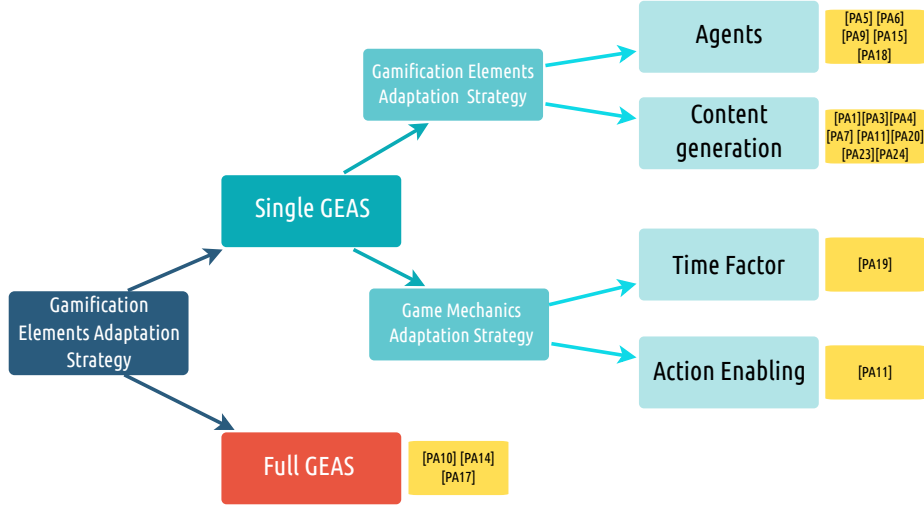 Gamification
Elements Adaptation
Strategy
Single GEAS
Full GEAS
[PA10] [PA14]
[PA17]
Gamification Elements
Adaptation Strategy
Game Mechanics
Adaptation Strategy
Agents
[PA5] [PA6]
[PA9] [PA15]
[PA18]
Content
generation
[PA1][PA3][PA4]
[PA7] [PA11][PA20]
[PA23][PA24]
Time Factor
[PA19]
Action Enabling
[PA11]